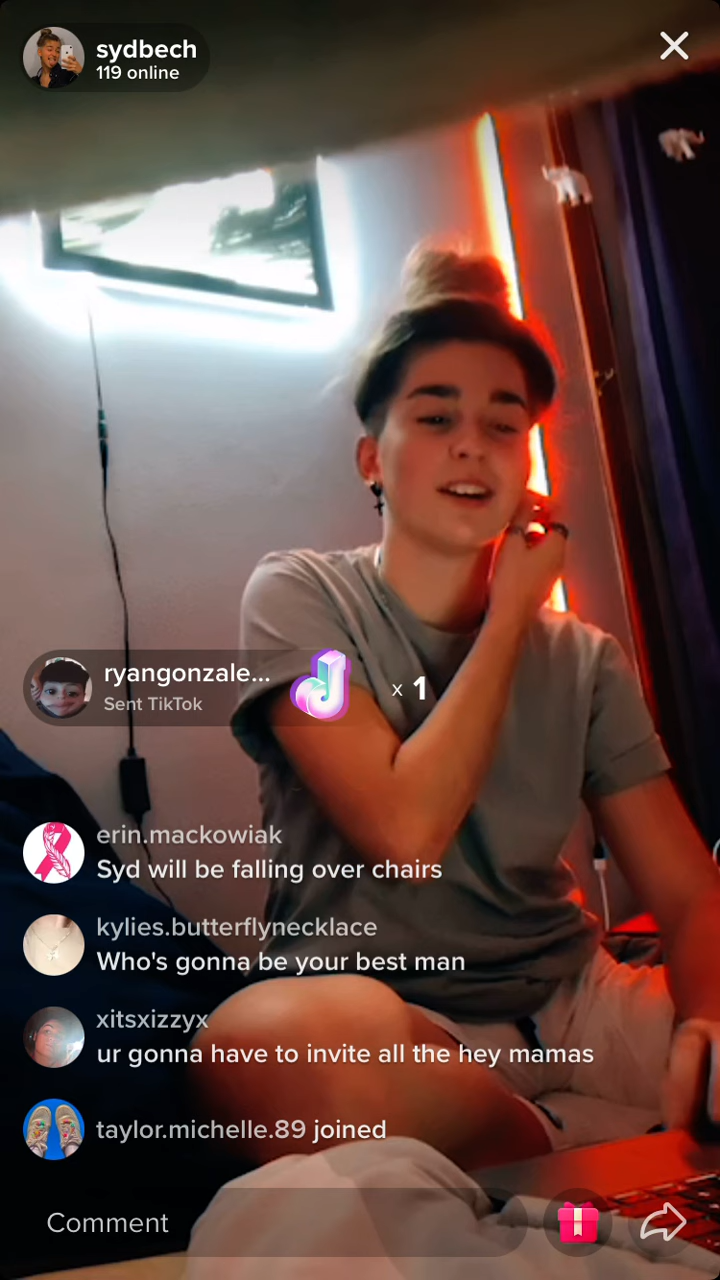 sydbech
119 online
ryangonzale...
Sent TikTok
x 1
erin.mackowiak
Syd will be falling over chairs
kylies.butterflynecklace
Who's gonna be your best man
xitsxizzyx
ur gonna have to invite all the hey mamas
taylor.michelle.89 joined
Comment